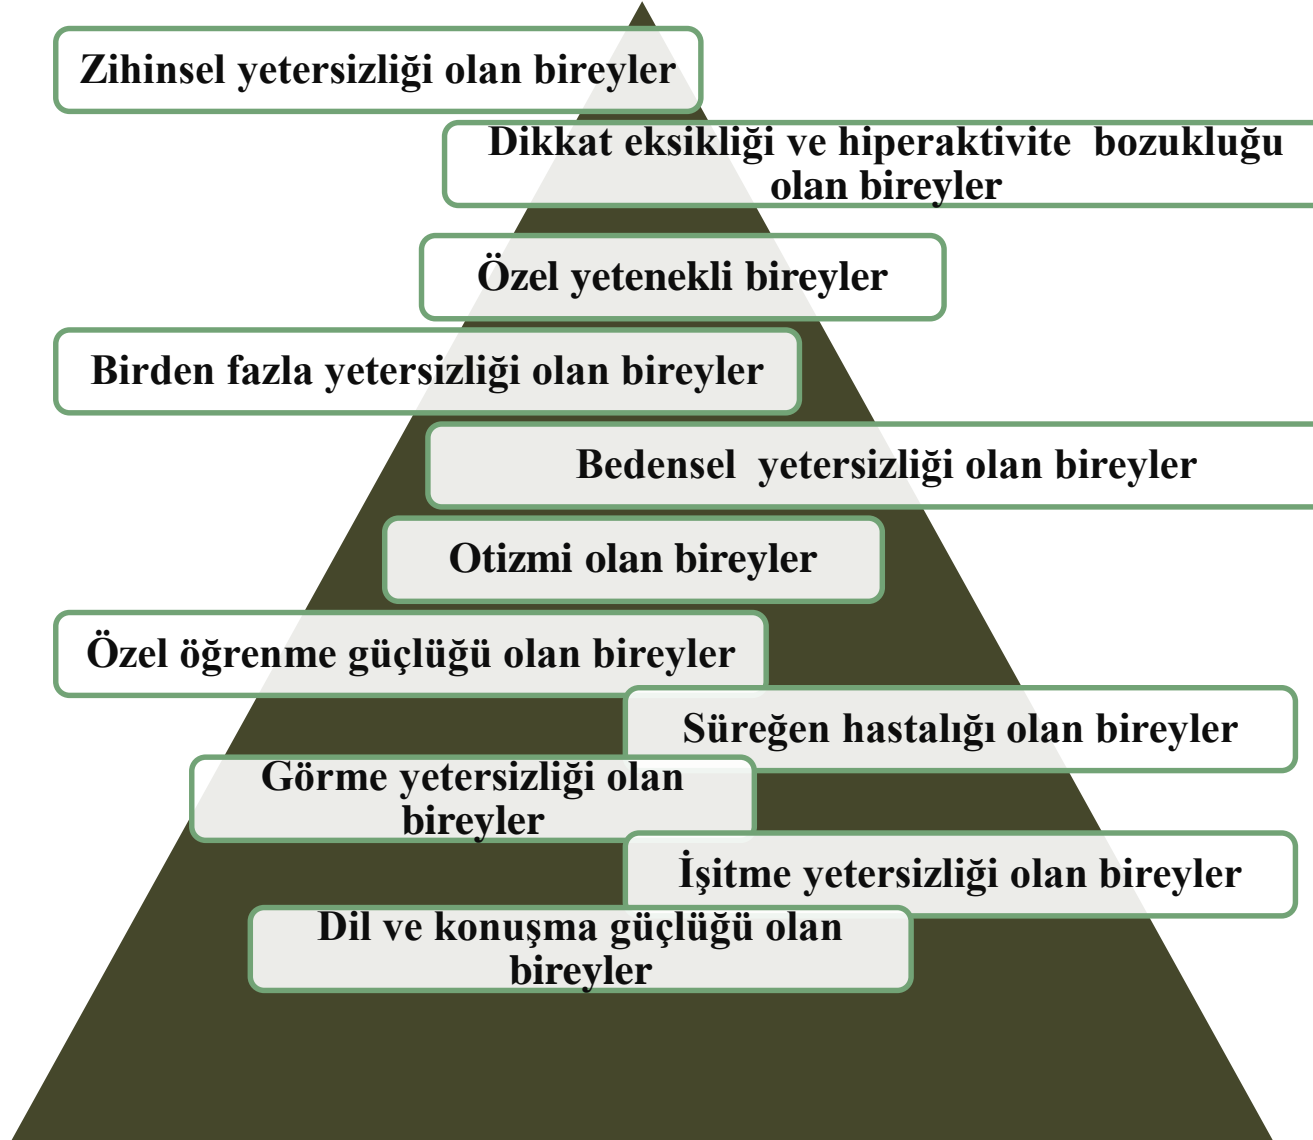 Zihinsel yetersizliği olan bireyler
Dikkat eksikliği ve hiperaktivite  bozukluğu
olan bireyler
Özel yetenekli bireyler
Birden fazla yetersizliği olan bireyler
Bedensel  yetersizliği olan bireyler
Otizmi olan bireyler
Özel öğrenme güçlüğü olan bireyler
Süreğen hastalığı olan bireyler
Görme yetersizliği olan
bireyler
İşitme yetersizliği olan bireyler
Dil ve konuşma güçlüğü olan
bireyler